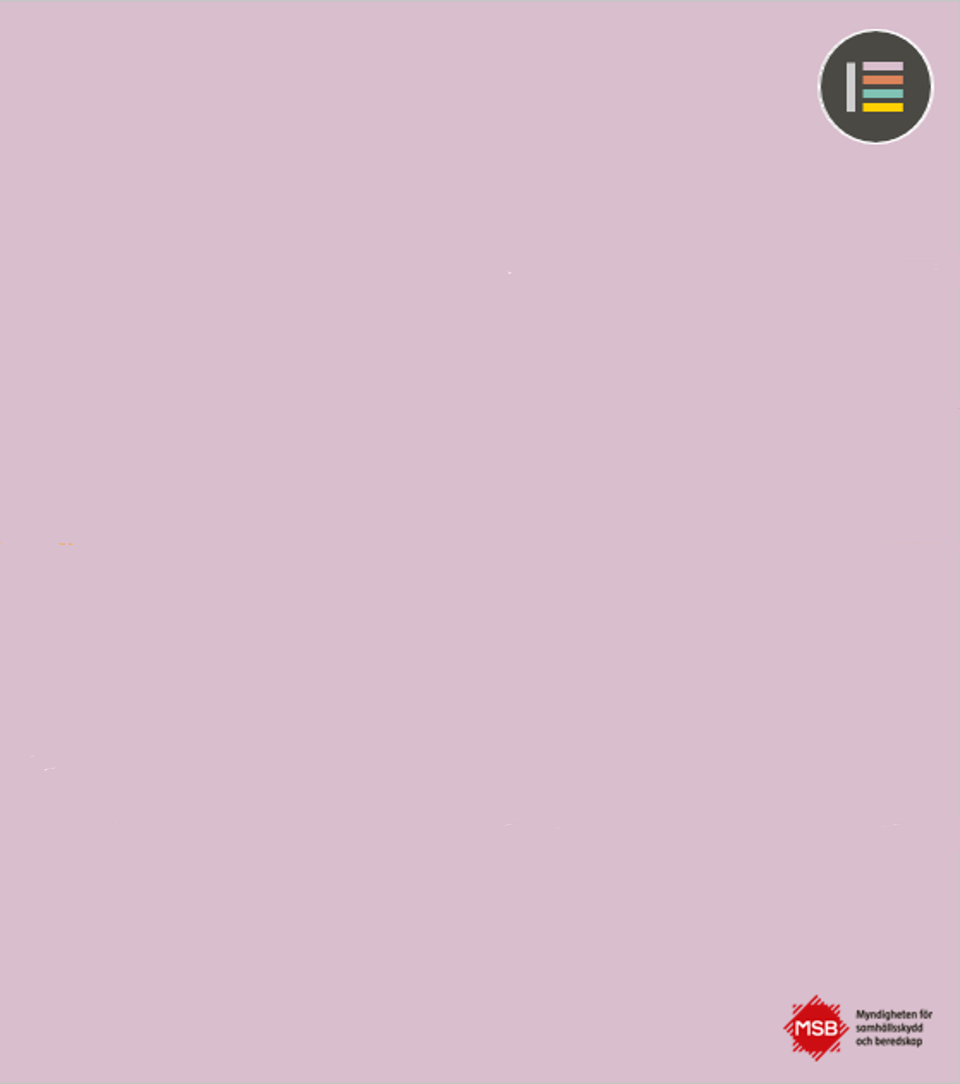 MSB
Myndigheten för
samhällsskydd
och beredskap